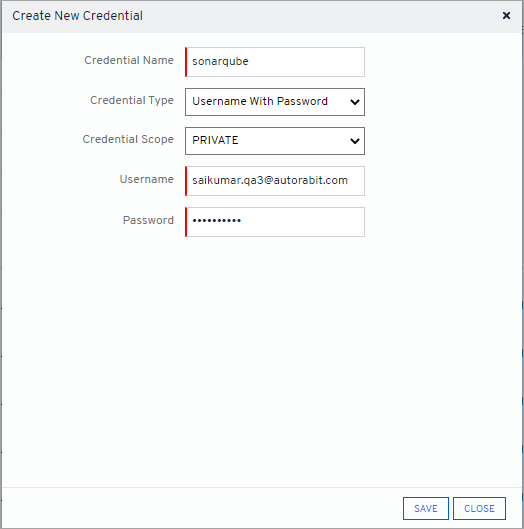 Create New Credential
Credential Name sonarqube
Credential Type Username With Password
Credential Scope PRIVATE
Username saikumar.qa3@autorabit.com
Password ••••••••••
SAVE CLOSE